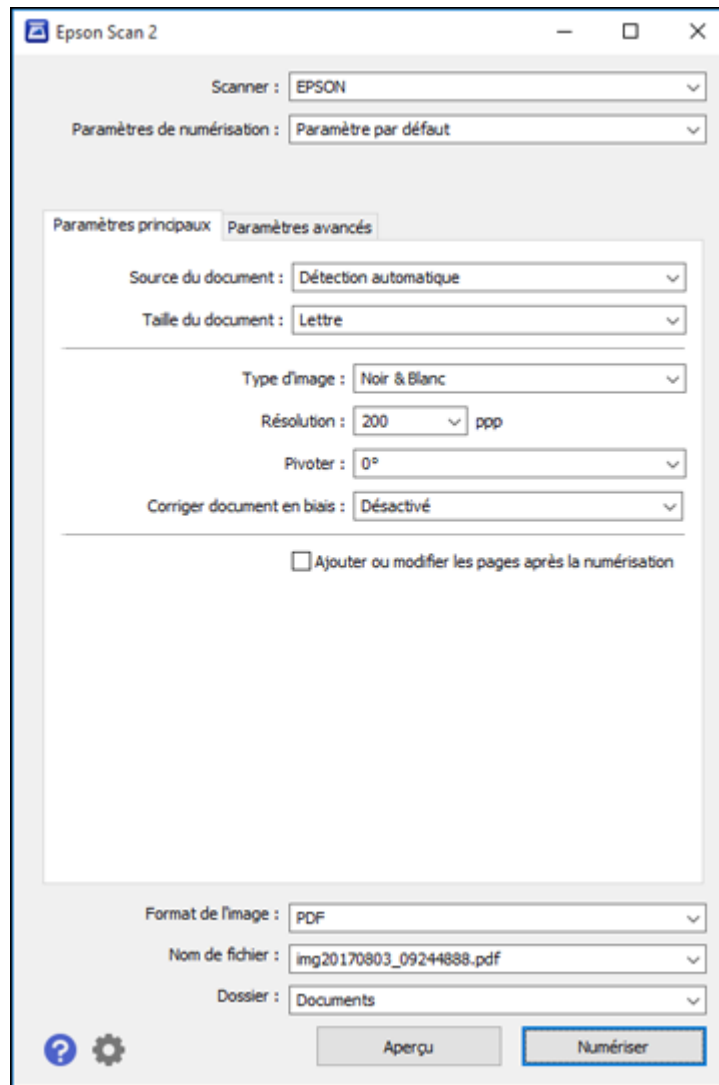 Epson Scan 2
Scanner : EPSON
Paramètres de numérisation : Paramètre par défaut
Paramètres principaux Paramètres avancés
Source du document : Détection automatique
Taille du document : Lettre
Type d'image : Noir & Blanc
Résolution : 200 ppp
Pivoter : 0°
Corriger document en biais : Désactivé
Ajouter ou modifier les pages après la numérisation
Format de l'image : PDF
Nom de fichier : img20170803_09244888.pdf
Dossier : Documents
? Aperçu Numériser